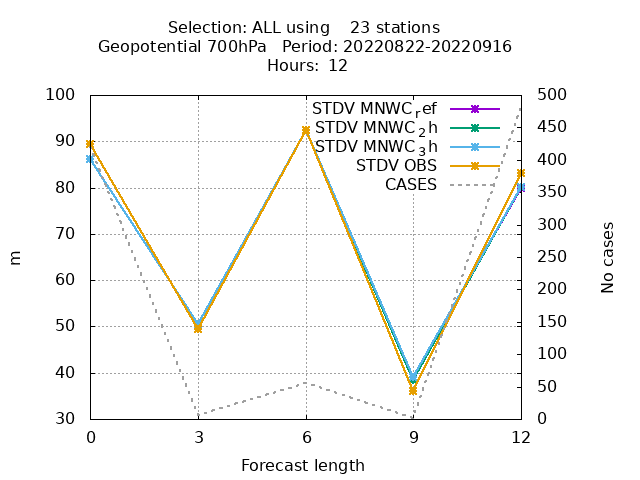 Selection: ALL using    23 stations
Geopotential 700hPa   Period: 20220822-20220916
Hours:  12
STDV MNWC_ref
STDV MNWC_2h
STDV MNWC_3h
STDV OBS
CASES
100
90
80
70
60
50
40
30
m
500
450
400
350
300
250
200
150
100
50
0
No cases
0 3 6 9 12
Forecast length